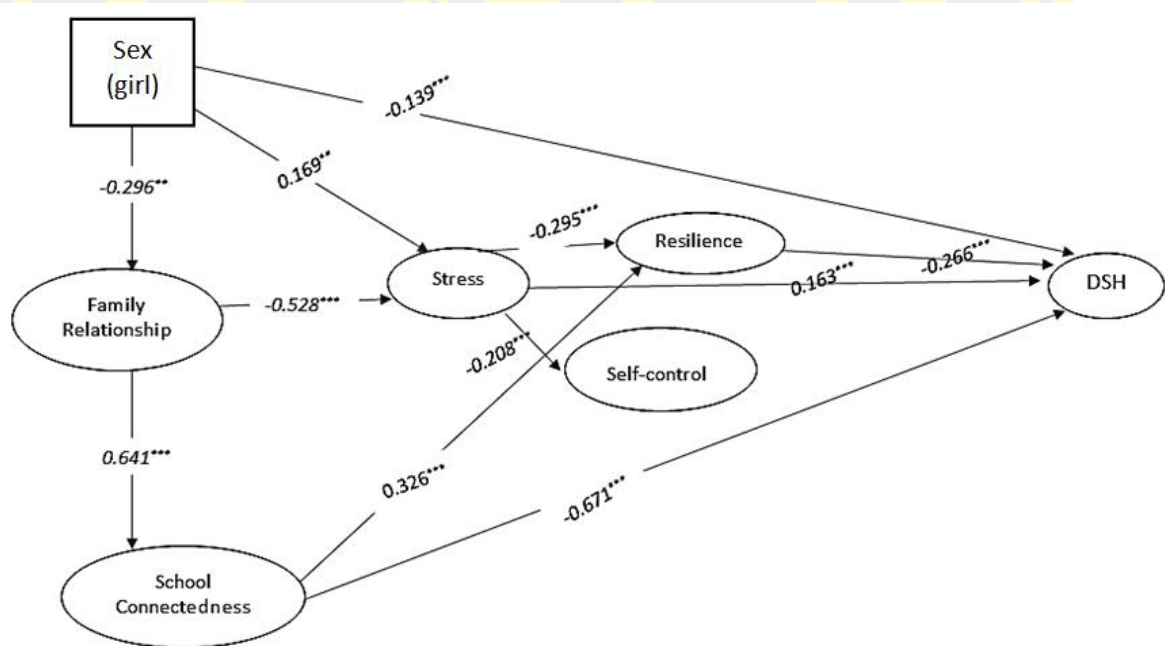 Sex
(girl)
-0.139***
-0.296**
0.169**
-0.295***
Resilience
-0.266***
Stress
0.163***
DSH
Family
Relationship
-0.528***
-0.208***
Self-control
0.641***
0.326***
-0.671***
School
Connectedness